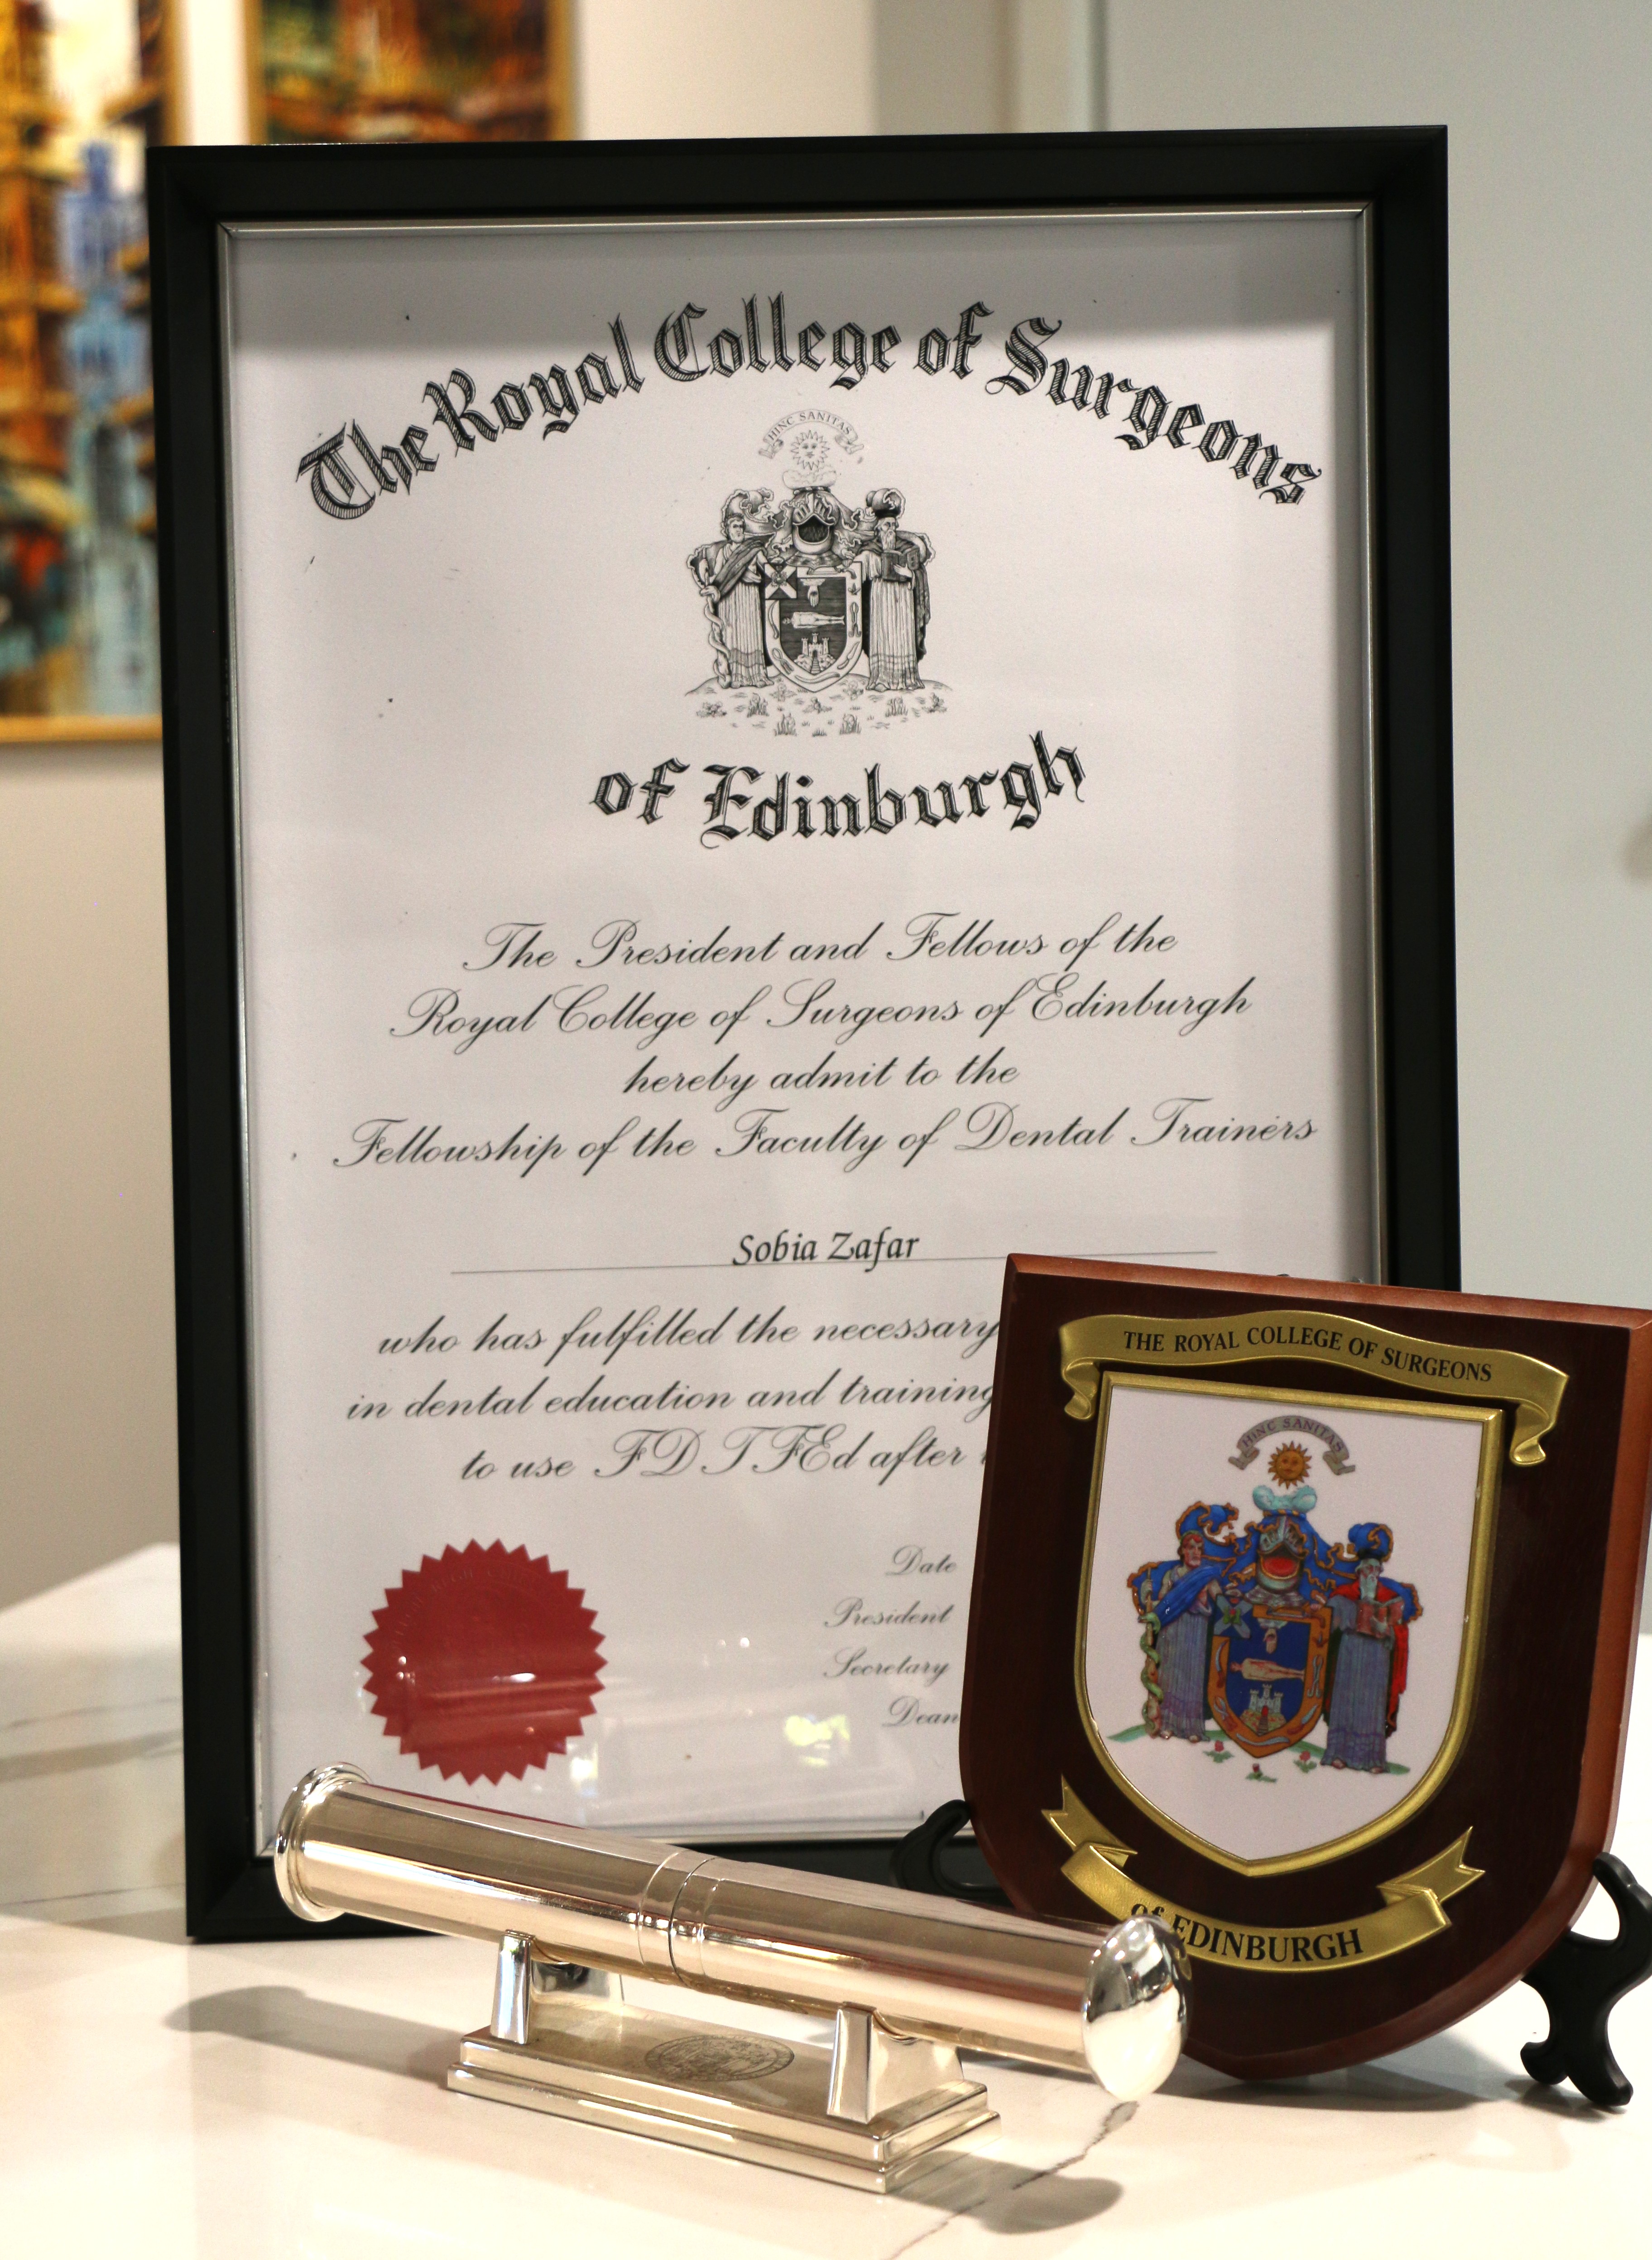 The Royal College of Surgeons
HINC SANITAS
of Edinburgh
The President and Fellows of the
Royal College of Surgeons of Edinburgh
hereby admit to the
Fellowship of the Faculty of Dental Trainers
Sobia Zafar
who has fulfilled the necessary
in dental education and training
to use FDTFEd after
Date
President
Secretary
Dean
THE ROYAL COLLEGE OF SURGEONS
HINC SANITAS
of EDINBURGH